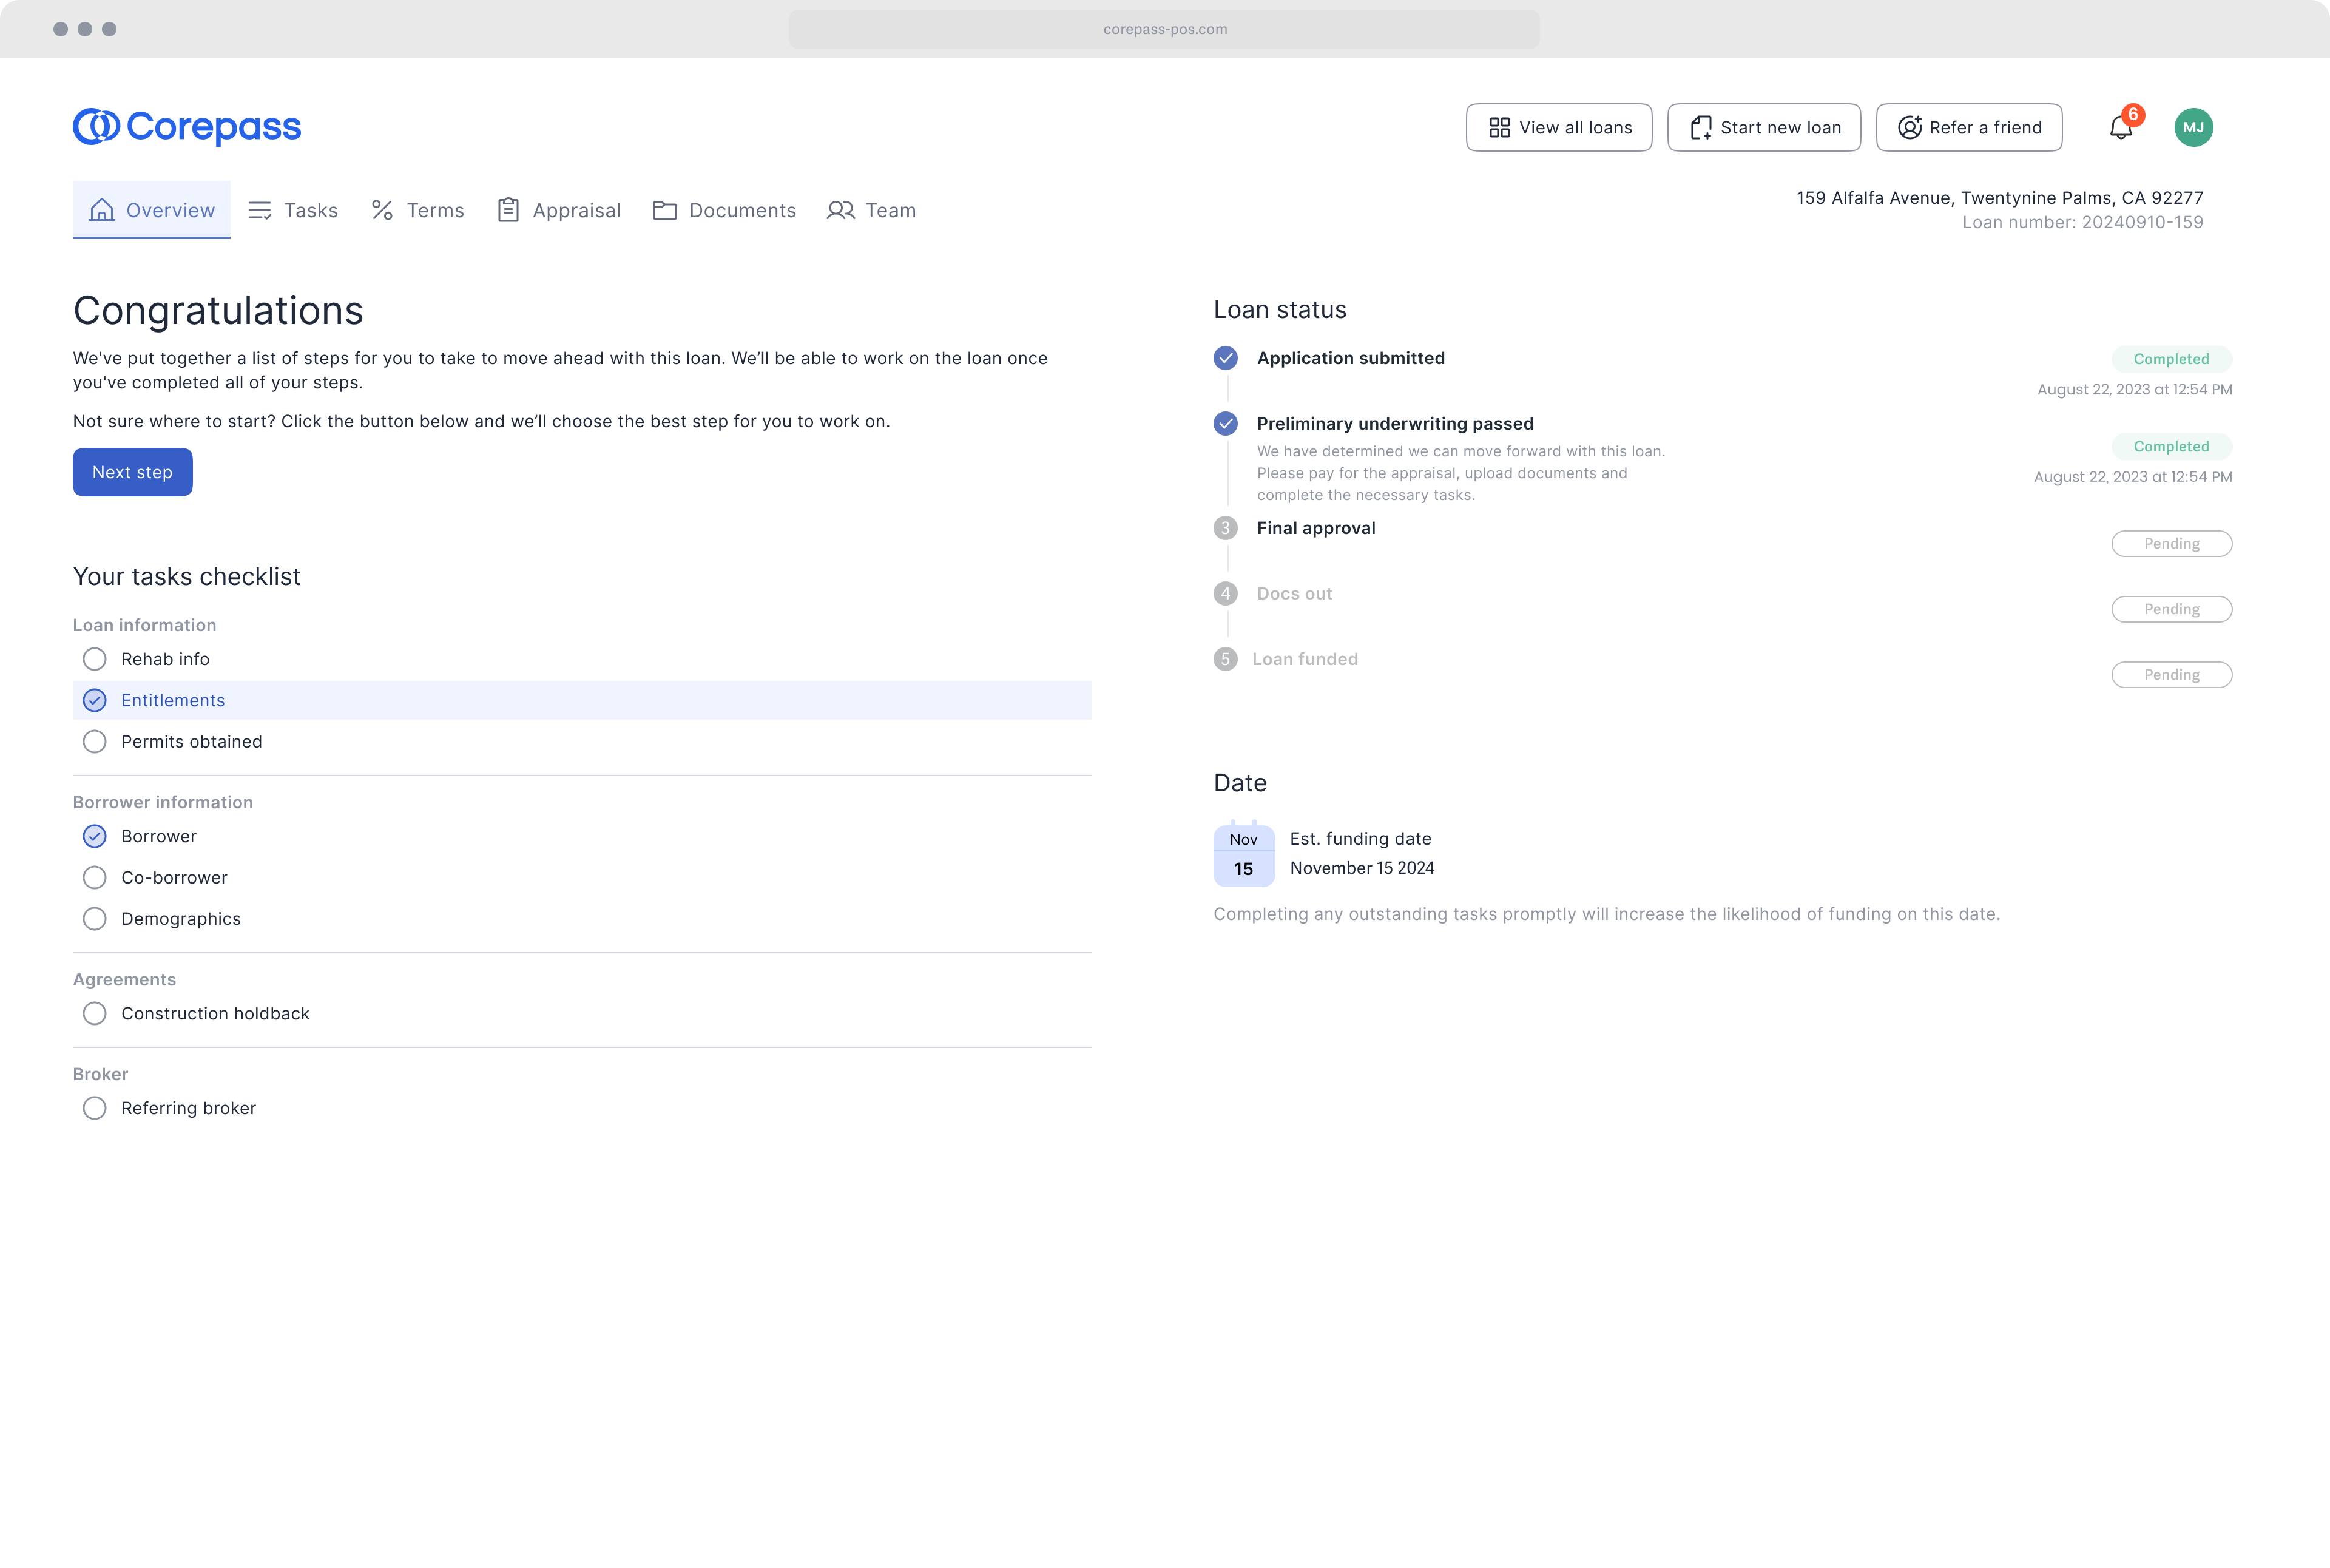 corepass-pos.com
Corepass
View all loans
Start new loan
Refer a friend
6
MJ
Overview
Tasks
Terms
Appraisal
Documents
Team
159 Alfalfa Avenue, Twentynine Palms, CA 92277
Loan number: 20240910-159
Congratulations
We've put together a list of steps for you to take to move ahead with this loan. We’ll be able to work on the loan once
you've completed all of your steps.
Not sure where to start? Click the button below and we’ll choose the best step for you to work on.
Next step
Your tasks checklist
Loan information
Rehab info
Entitlements
Permits obtained
Borrower information
Borrower
Co-borrower
Demographics
Agreements
Construction holdback
Broker
Referring broker
Loan status
Application submitted
Completed
August 22, 2023 at 12:54 PM
Preliminary underwriting passed
We have determined we can move forward with this loan.
Please pay for the appraisal, upload documents and
complete the necessary tasks.
Completed
August 22, 2023 at 12:54 PM
3 Final approval
Pending
4 Docs out
Pending
5 Loan funded
Pending
Date
Nov
15
Est. funding date
November 15 2024
Completing any outstanding tasks promptly will increase the likelihood of funding on this date.